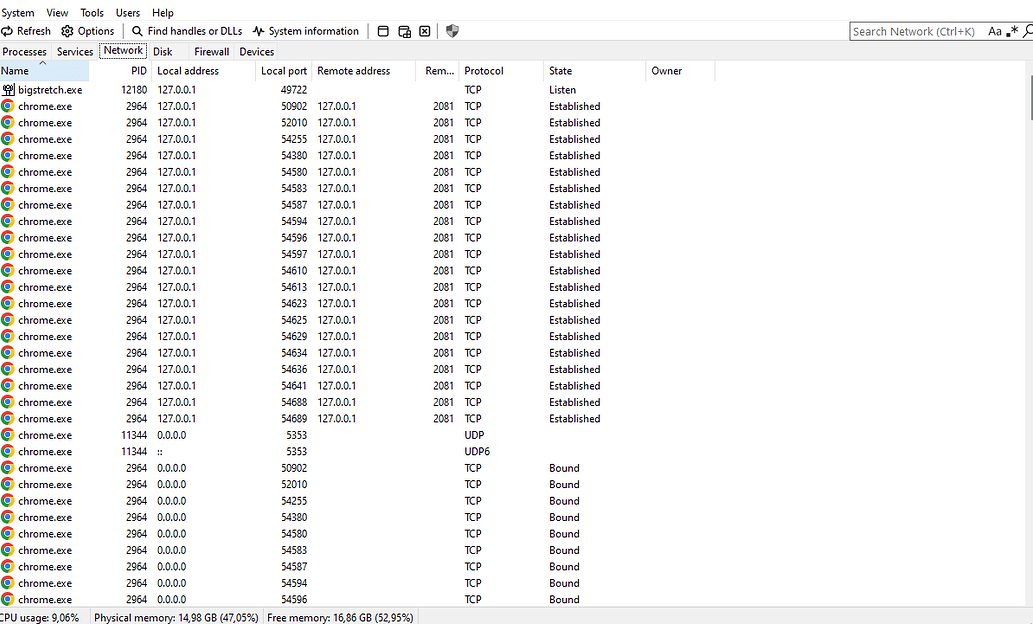 System View Tools Users Help
Refresh Options Find handles or DLLs System information Search Network (Ctrl+K) Aa .*
Processes Services Network Disk Firewall Devices
Name PID Local address Local port Remote address Rem... Protocol State Owner
bigstretch.exe 12180 127.0.0.1 49722 TCP Listen
chrome.exe 2964 127.0.0.1 50902 127.0.0.1 2081 TCP Established
chrome.exe 2964 127.0.0.1 52010 127.0.0.1 2081 TCP Established
chrome.exe 2964 127.0.0.1 54255 127.0.0.1 2081 TCP Established
chrome.exe 2964 127.0.0.1 54380 127.0.0.1 2081 TCP Established
chrome.exe 2964 127.0.0.1 54580 127.0.0.1 2081 TCP Established
chrome.exe 2964 127.0.0.1 54583 127.0.0.1 2081 TCP Established
chrome.exe 2964 127.0.0.1 54587 127.0.0.1 2081 TCP Established
chrome.exe 2964 127.0.0.1 54594 127.0.0.1 2081 TCP Established
chrome.exe 2964 127.0.0.1 54596 127.0.0.1 2081 TCP Established
chrome.exe 2964 127.0.0.1 54597 127.0.0.1 2081 TCP Established
chrome.exe 2964 127.0.0.1 54610 127.0.0.1 2081 TCP Established
chrome.exe 2964 127.0.0.1 54613 127.0.0.1 2081 TCP Established
chrome.exe 2964 127.0.0.1 54623 127.0.0.1 2081 TCP Established
chrome.exe 2964 127.0.0.1 54625 127.0.0.1 2081 TCP Established
chrome.exe 2964 127.0.0.1 54629 127.0.0.1 2081 TCP Established
chrome.exe 2964 127.0.0.1 54634 127.0.0.1 2081 TCP Established
chrome.exe 2964 127.0.0.1 54636 127.0.0.1 2081 TCP Established
chrome.exe 2964 127.0.0.1 54641 127.0.0.1 2081 TCP Established
chrome.exe 2964 127.0.0.1 54688 127.0.0.1 2081 TCP Established
chrome.exe 2964 127.0.0.1 54689 127.0.0.1 2081 TCP Established
chrome.exe 11344 0.0.0.0 5353 UDP
chrome.exe 11344 :: 5353 UDP6
chrome.exe 2964 0.0.0.0 50902 TCP Bound
chrome.exe 2964 0.0.0.0 52010 TCP Bound
chrome.exe 2964 0.0.0.0 54255 TCP Bound
chrome.exe 2964 0.0.0.0 54380 TCP Bound
chrome.exe 2964 0.0.0.0 54580 TCP Bound
chrome.exe 2964 0.0.0.0 54583 TCP Bound
chrome.exe 2964 0.0.0.0 54587 TCP Bound
chrome.exe 2964 0.0.0.0 54594 TCP Bound
chrome.exe 2964 0.0.0.0 54596 TCP Bound
CPU usage: 9,06% Physical memory: 14,98 GB (47,05%) Free memory: 16,86 GB (52,95%)